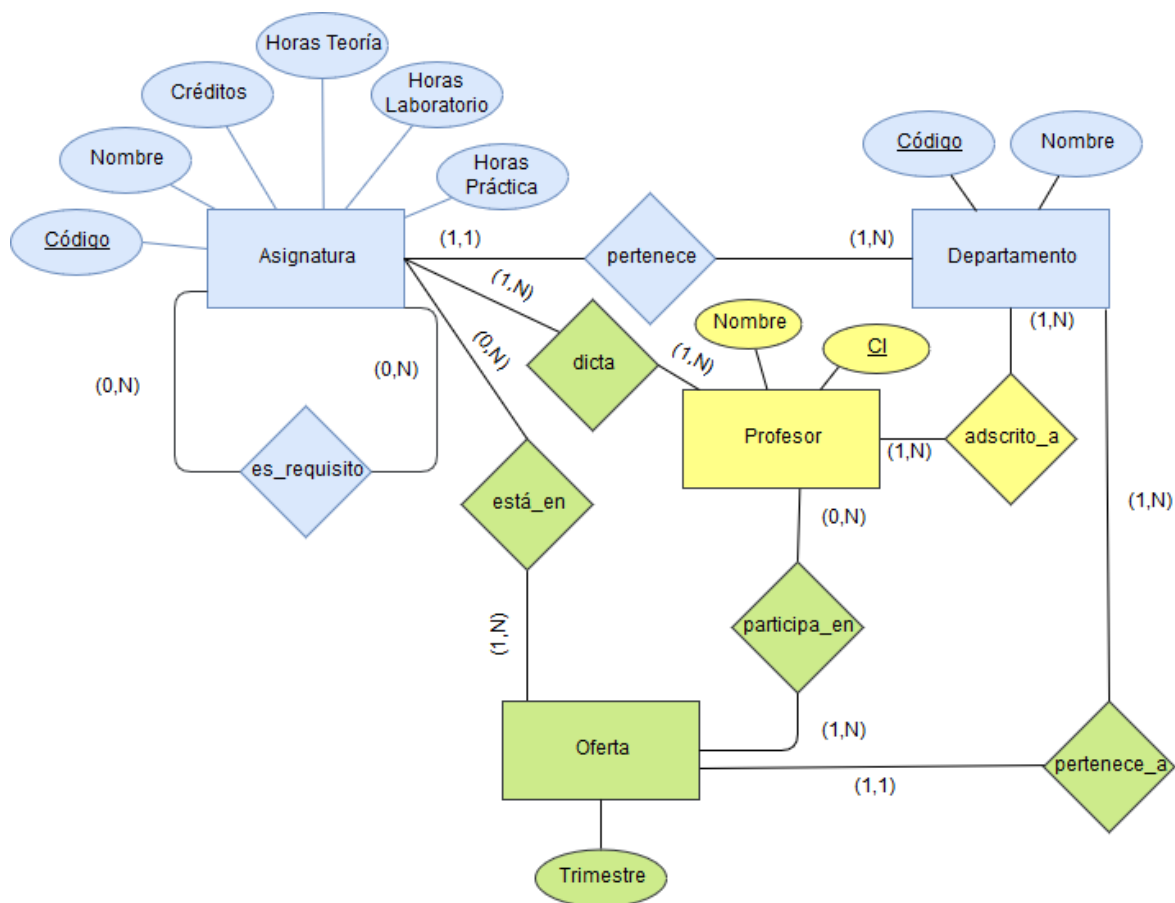 Horas Teoría
Horas
Laboratorio
Créditos
Nombre
Horas
Práctica
Código
Asignatura
Código
Nombre
(1,1)
pertenece
(1,N)
Departamento
(1,N)
(0,N)
dicta
(1,N)
Nombre
CI
(1,N)
(0,N)
(0,N)
es_requisito
Profesor
(1,N)
adscrito_a
está_en
(0,N)
(1,N)
(1,N)
participa_en
Oferta
(1,N)
(1,1)
pertenece_a
Trimestre